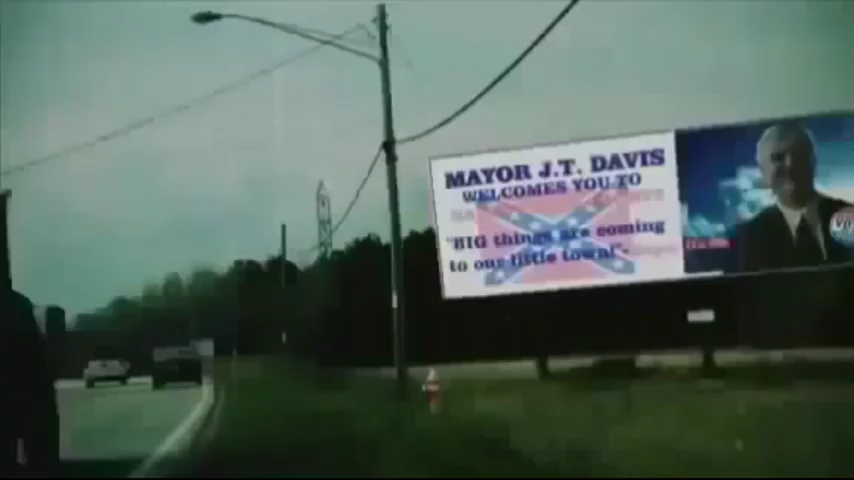 MAYOR J.T. DAVIS
WELCOMES YOU TO
"BIG things are coming
to our little town!"